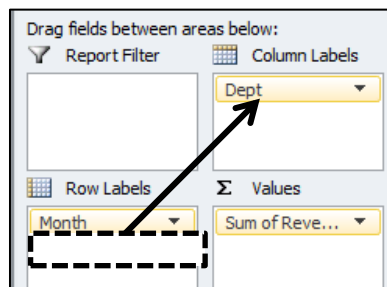 Drag fields between areas below:
Report Filter
Column Labels
Dept
Row Labels
Σ Values
Month
Sum of Reve...